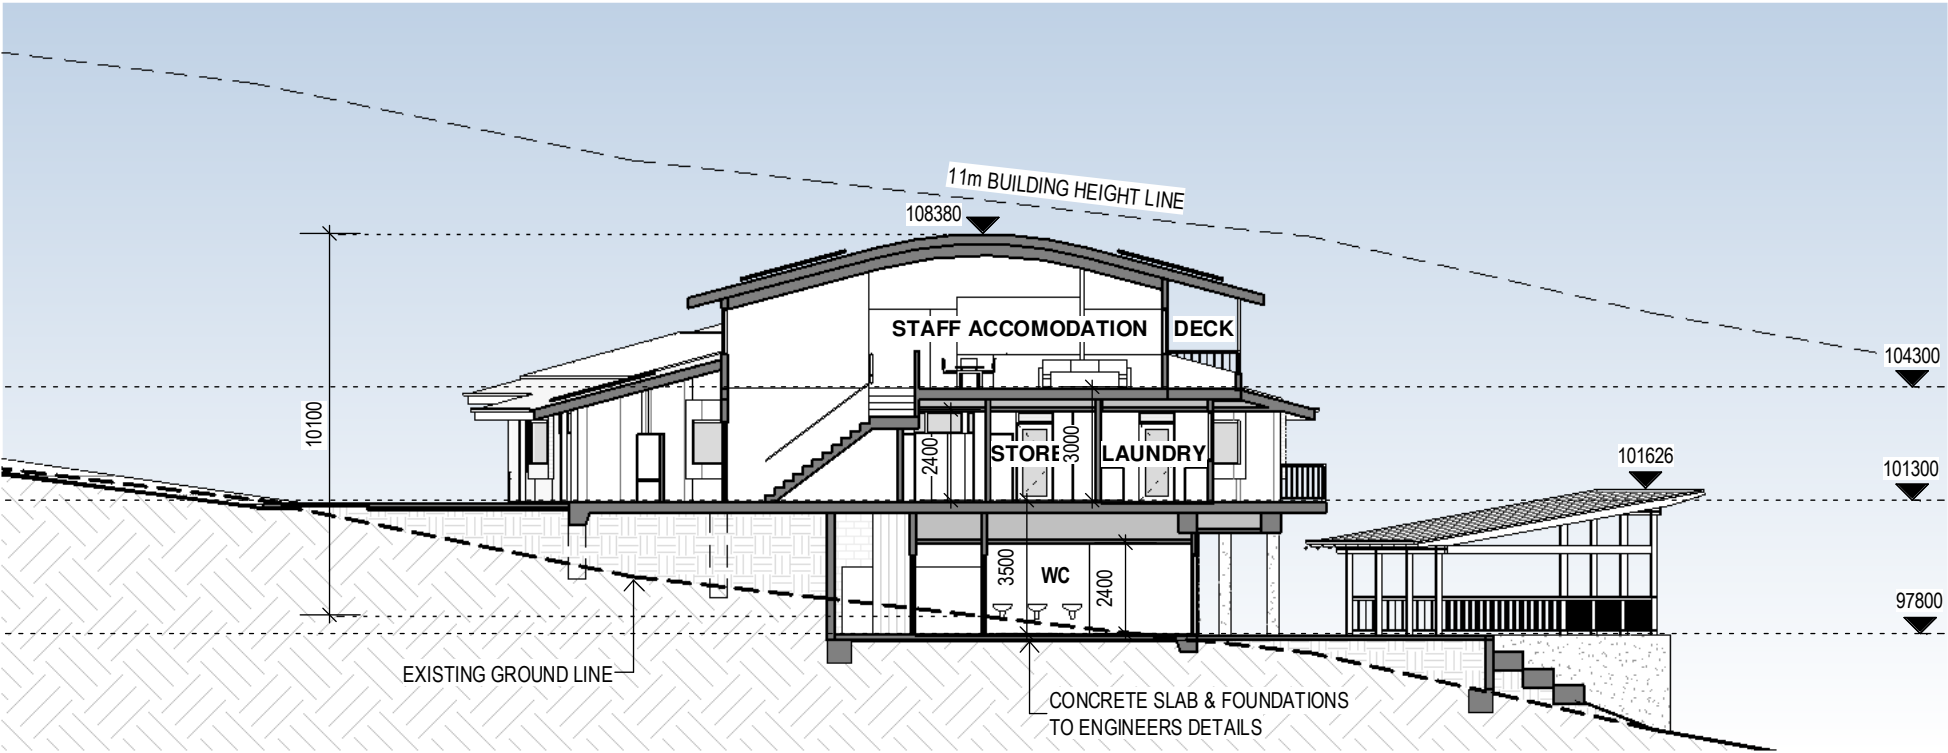 11m BUILDING HEIGHT LINE
108380
STAFF ACCOMODATION
DECK
104300
10100
2400
STORE
3000
LAUNDRY
101626
101300
3500
WC
2400
97800
EXISTING GROUND LINE
CONCRETE SLAB & FOUNDATIONS
TO ENGINEERS DETAILS